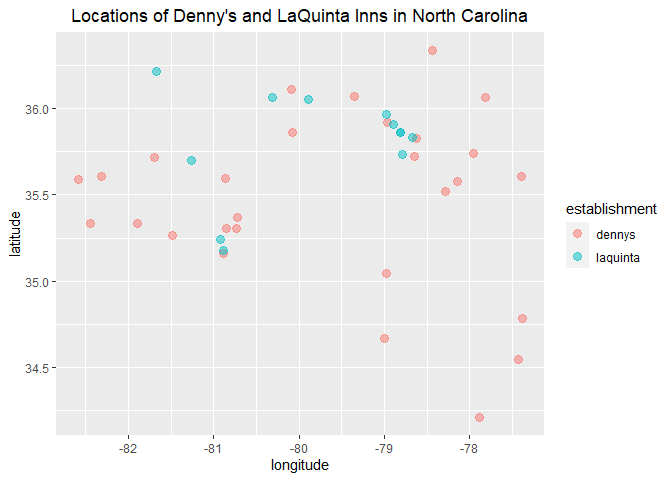 Locations of Denny's and LaQuinta Inns in North Carolina
36.0
35.5
35.0
34.5
latitude
-82
-81
-80
-79
-78
longitude
establishment
dennys
laquinta